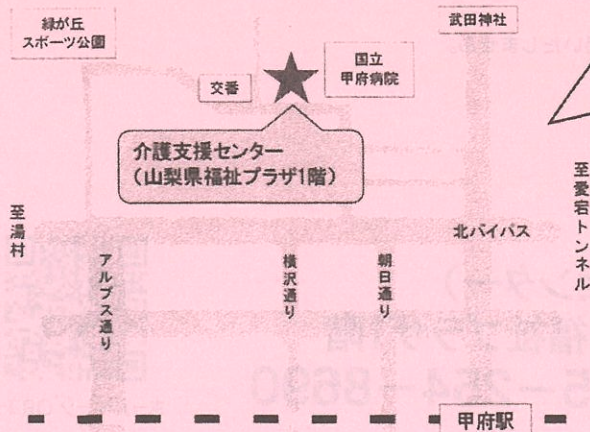 緑が丘
スポーツ公園
武田神社
国立
甲府病院
交番
介護支援センター
（山梨県福祉プラザ1階）
至湯村
至愛宕トンネル
北バイパス
アルプス通り
横沢通り
朝日通り
甲府駅